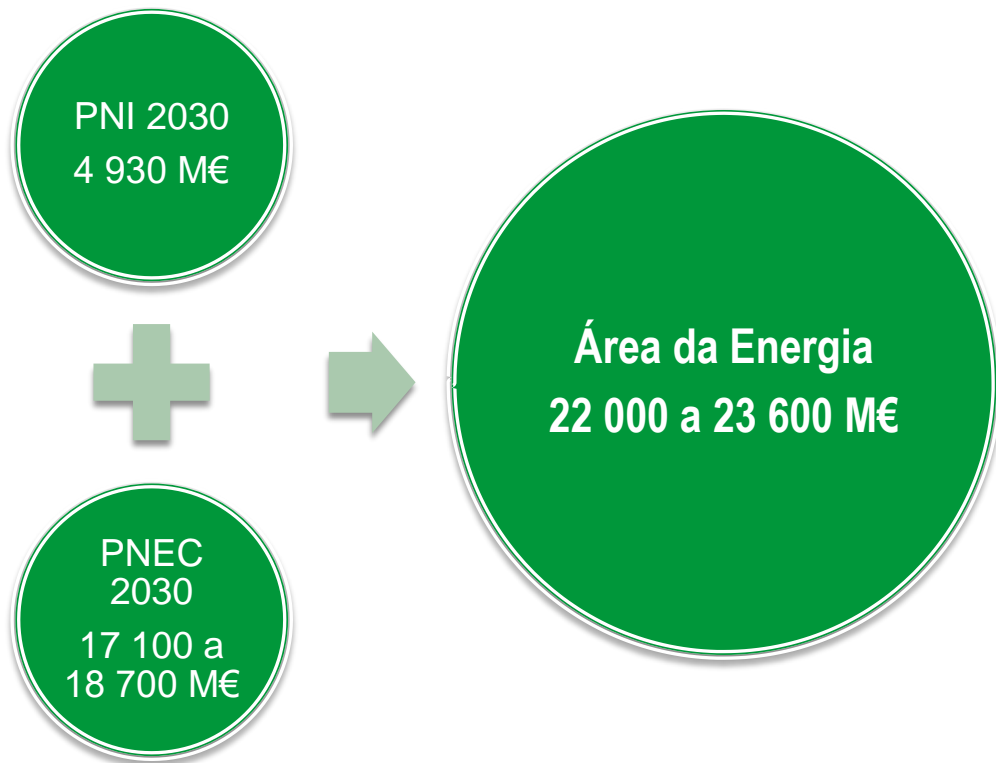 PNI 2030
4 930 M€
PNEC
2030
17 100 a
18 700 M€
Área da Energia
22 000 a 23 600 M€